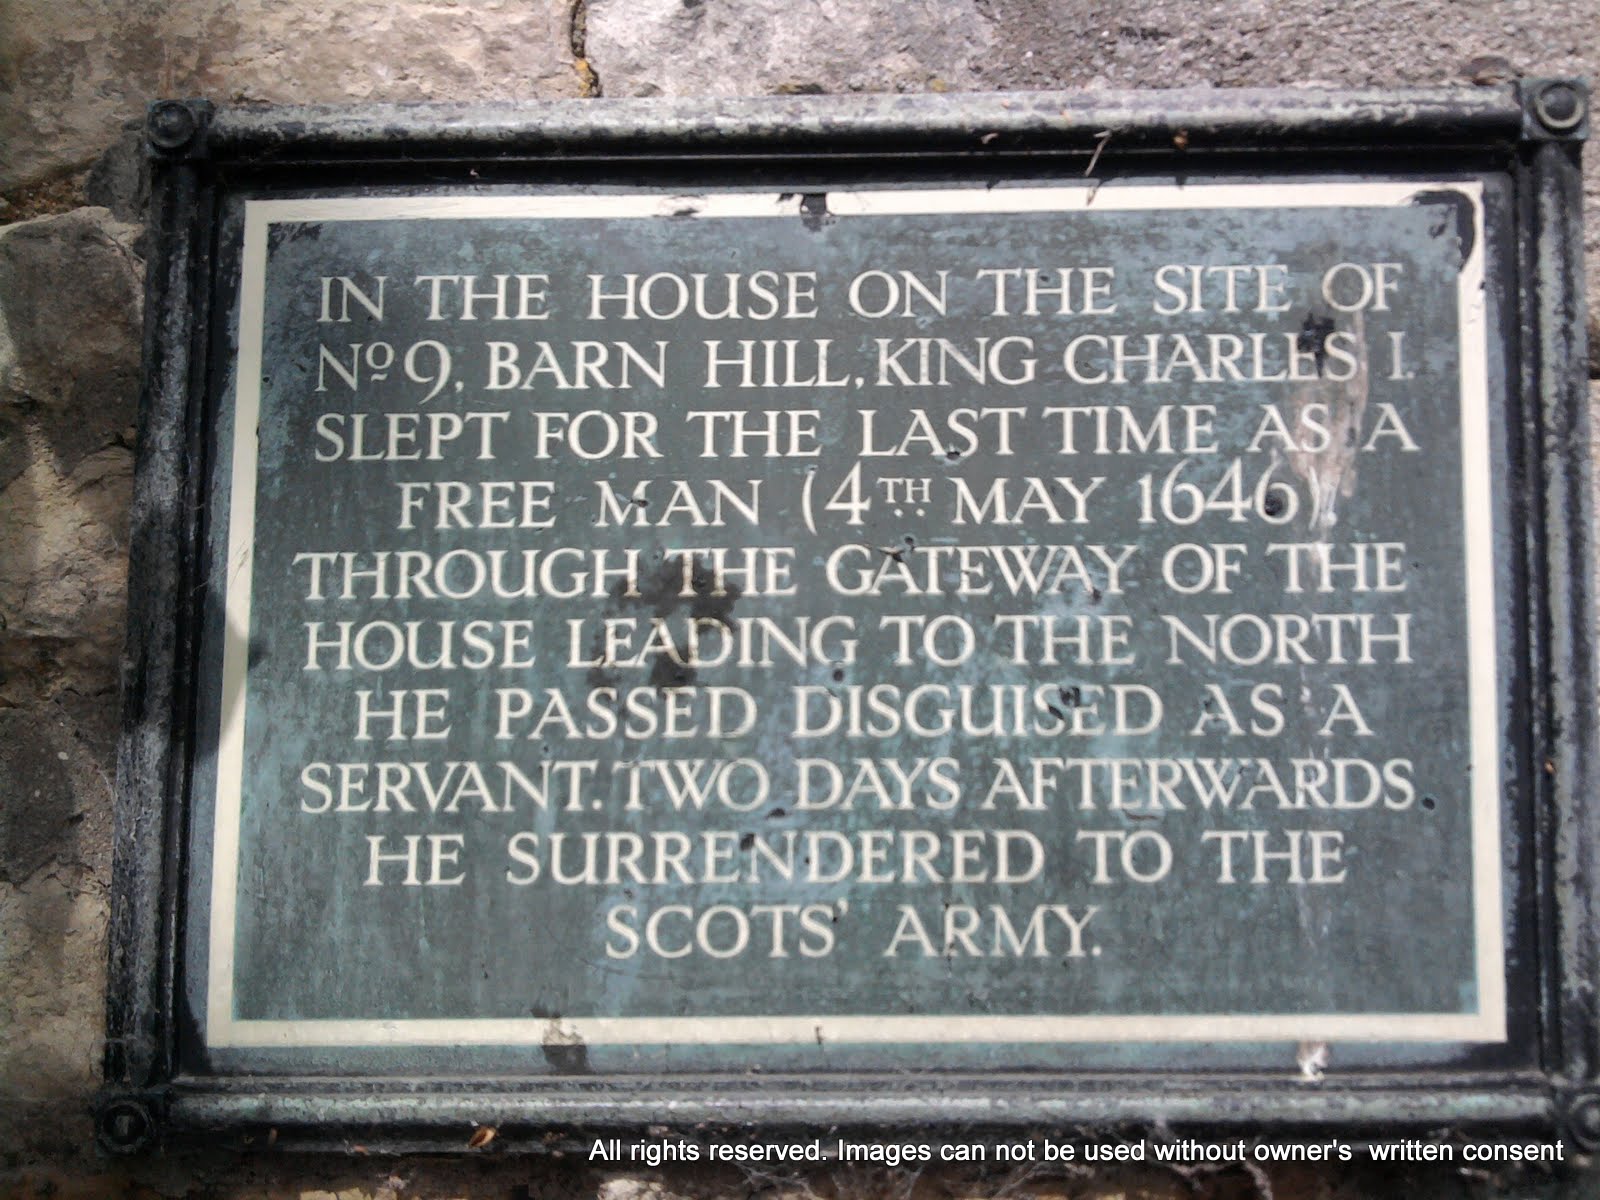 IN THE HOUSE ON THE SITE OF
Nº 9, BARN HILL, KING CHARLES I.
SLEPT FOR THE LAST TIME AS A
FREE MAN (4TH MAY 1646).
THROUGH THE GATEWAY OF THE
HOUSE LEADING TO THE NORTH
HE PASSED DISGUISED AS A
SERVANT. TWO DAYS AFTERWARDS
HE SURRENDERED TO THE
SCOTS' ARMY.
All rights reserved. Images can not be used without owner's written consent